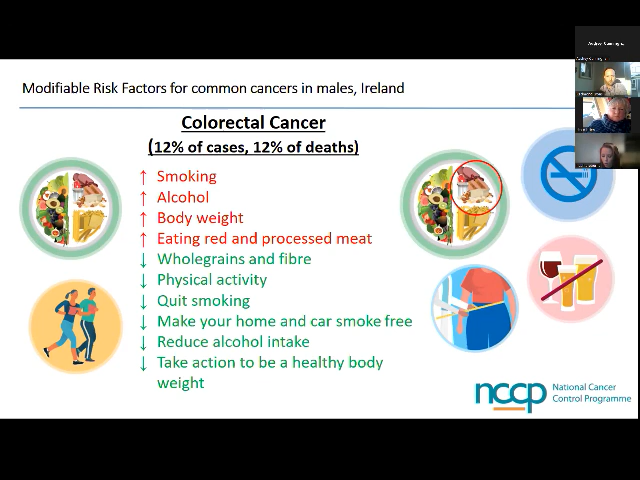 Modifiable Risk Factors for common cancers in males, Ireland
Colorectal Cancer
(12% of cases, 12% of deaths)
↑ Smoking
↑ Alcohol
↑ Body weight
↑ Eating red and processed meat
↓ Wholegrains and fibre
↓ Physical activity
↓ Quit smoking
↓ Make your home and car smoke free
↓ Reduce alcohol intake
↓ Take action to be a healthy body
weight
nccp
National Cancer
Control Programme